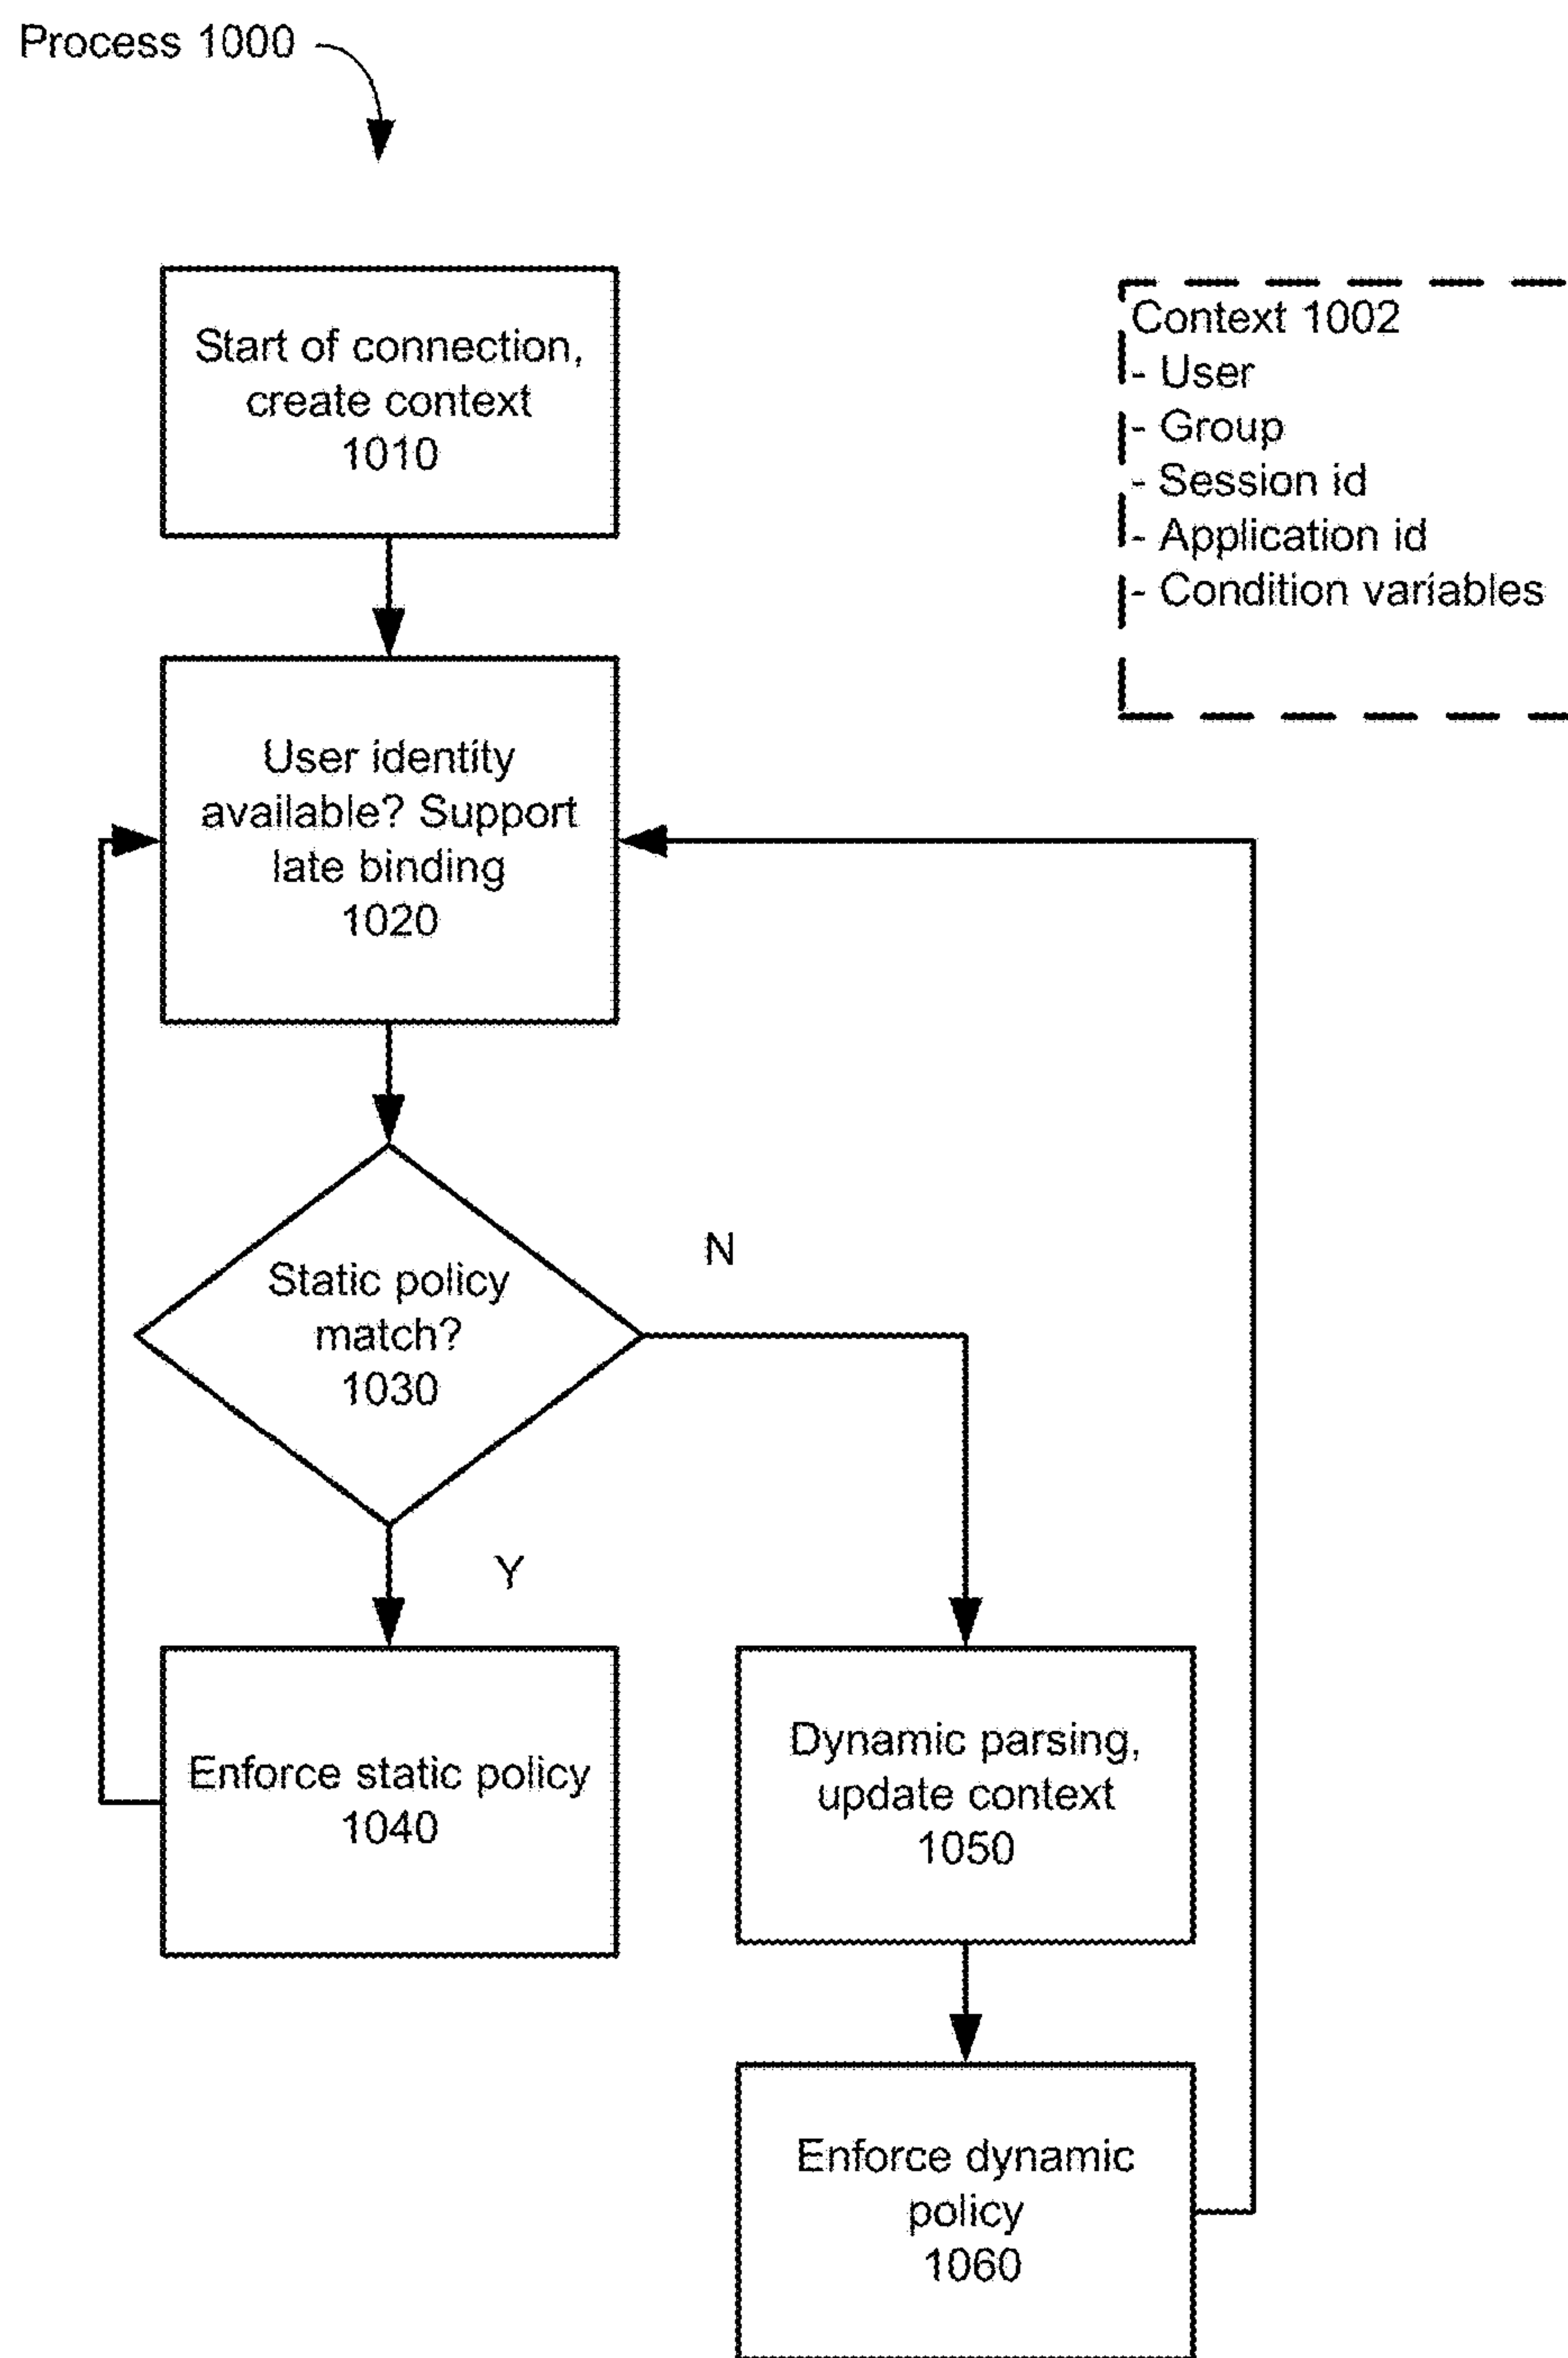 Process 1000
Start of connection,
create context
1010
Context 1002
- User
- Group
- Session id
- Application id
- Condition variables
User identity
available? Support
late binding
1020
Static policy
match?
1030
N
Y
Enforce static policy
1040
Dynamic parsing,
update context
1050
Enforce dynamic
policy
1060